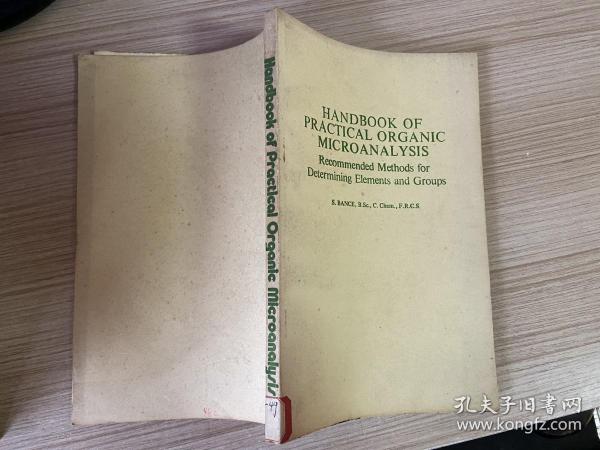 HANDBOOK OF
PRACTICAL ORGANIC
MICROANALYSIS
Recommended Methods for
Determining Elements and Groups
S. BANCE, B.Sc., C. Chem., F.R.C.S.
Handbook of Practical Organic Microanalysis
-49
孔夫子旧书网
www.kongfz.com